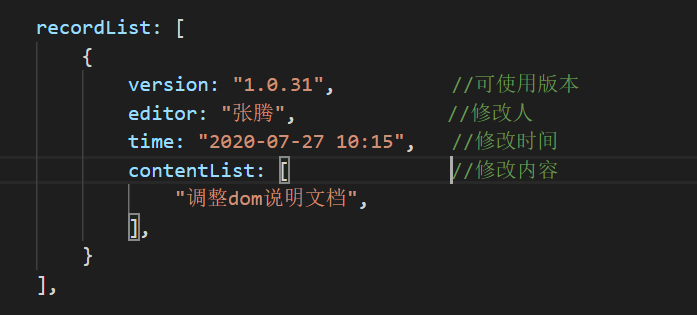 recordList: [
{
version: "1.0.31", //可使用版本
editor: "张腾", //修改人
time: "2020-07-27 10:15", //修改时间
contentList: [ //修改内容
"调整dom说明文档",
],
}
],